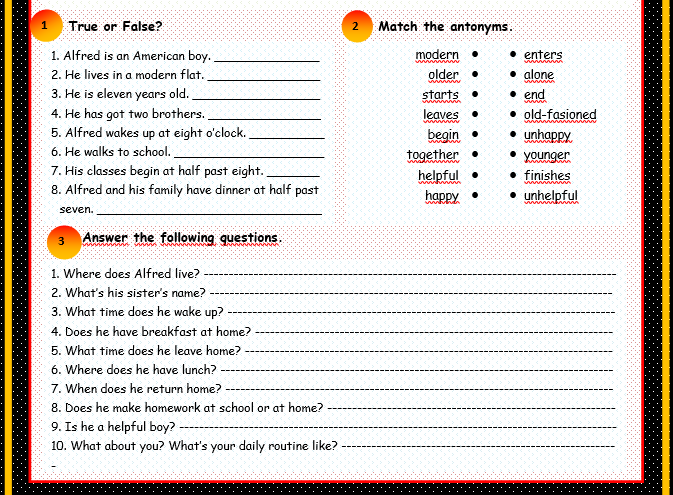 1 True or False?
1. Alfred is an American boy. _______________
2. He lives in a modern flat. ________________
3. He is eleven years old. __________________
4. He has got two brothers. ________________
5. Alfred wakes up at eight o'clock. ___________
6. He walks to school. _____________________
7. His classes begin at half past eight. ________
8. Alfred and his family have dinner at half past
seven. ________________________________
2 Match the antonyms.
modern ● ● enters
older ● ● alone
starts ● ● end
leaves ● ● old-fasioned
begin ● ● unhappy
together ● ● younger
helpful ● ● finishes
happy ● ● unhelpful
3 Answer the following questions.
1. Where does Alfred live? --------------------
2. What's his sister's name? --------------------
3. What time does he wake up? --------------------
4. Does he have breakfast at home? --------------------
5. What time does he leave home? --------------------
6. Where does he have lunch? --------------------
7. When does he return home? --------------------
8. Does he make homework at school or at home? --------------------
9. Is he a helpful boy? --------------------
10. What about you? What's your daily routine like? --------------------
-